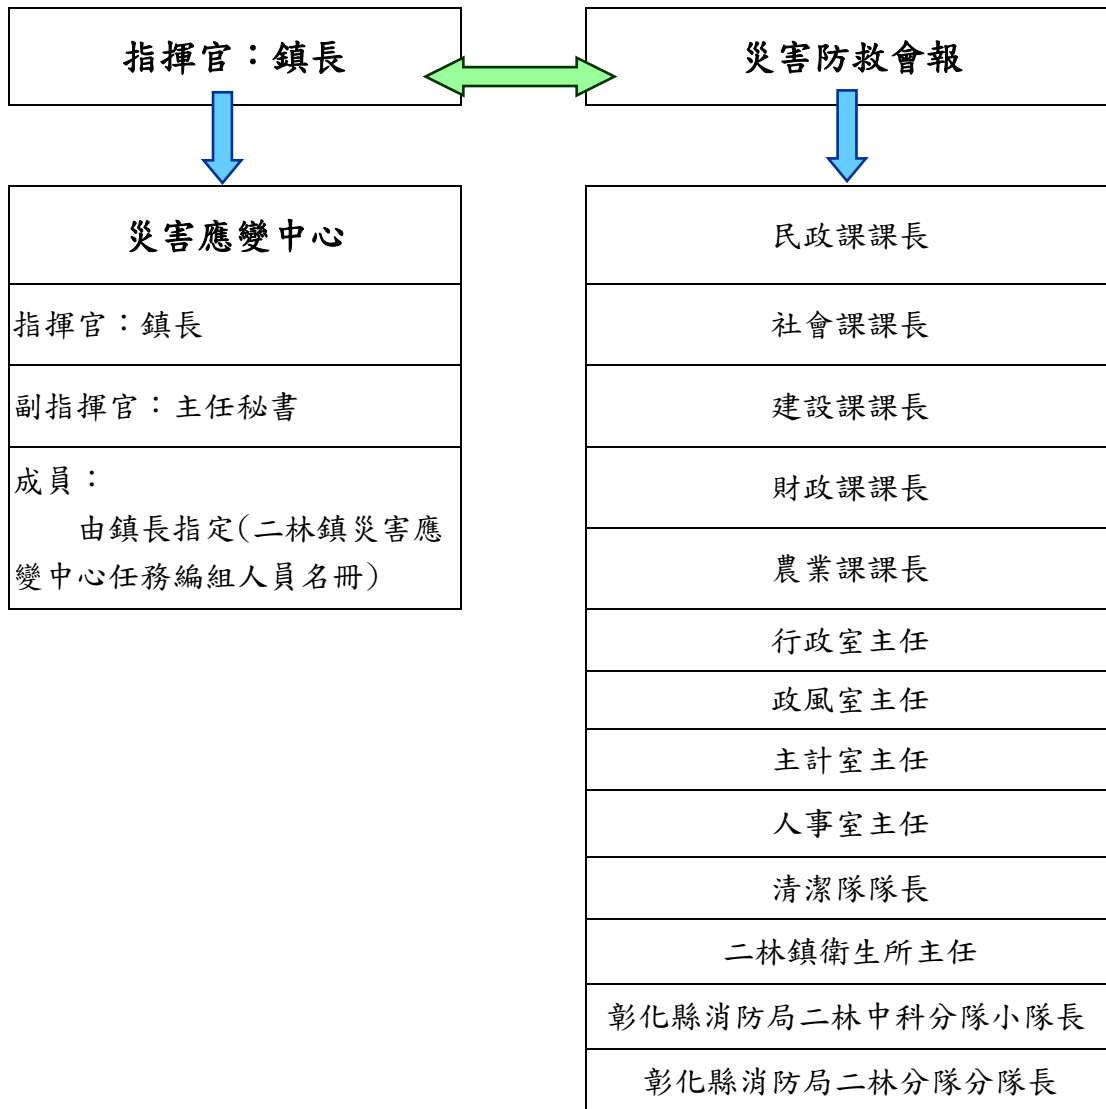 指揮官：鎮長
災害防救會報
災害應變中心
指揮官：鎮長
副指揮官：主任秘書
成員：
由鎮長指定(二林鎮災害應
變中心任務編組人員名冊)
民政課課長
社會課課長
建設課課長
財政課課長
農業課課長
行政室主任
政風室主任
主計室主任
人事室主任
清潔隊隊長
二林鎮衛生所主任
彰化縣消防局二林中科分隊小隊長
彰化縣消防局二林分隊分隊長